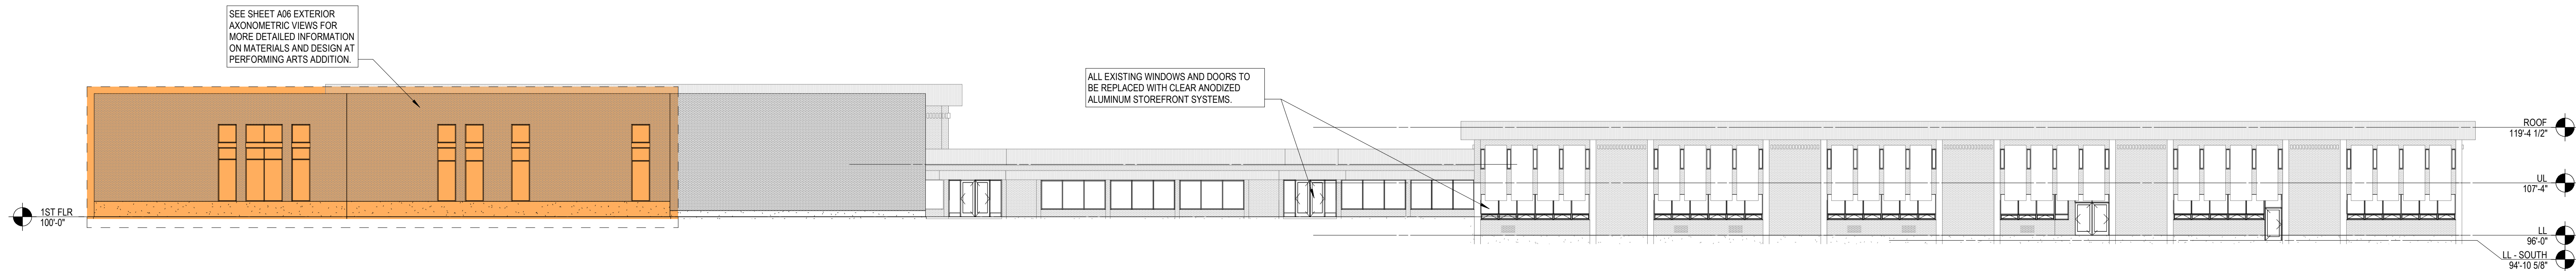 SEE SHEET A06 EXTERIOR
AXONOMETRIC VIEWS FOR
MORE DETAILED INFORMATION
ON MATERIALS AND DESIGN AT
PERFORMING ARTS ADDITION.
ALL EXISTING WINDOWS AND DOORS TO
BE REPLACED WITH CLEAR ANODIZED
ALUMINUM STOREFRONT SYSTEMS.
1ST FLR
100'-0"
ROOF
119'-4 1/2"
UL
107'-4"
LL
96'-0"
LL - SOUTH
94'-10 5/8"